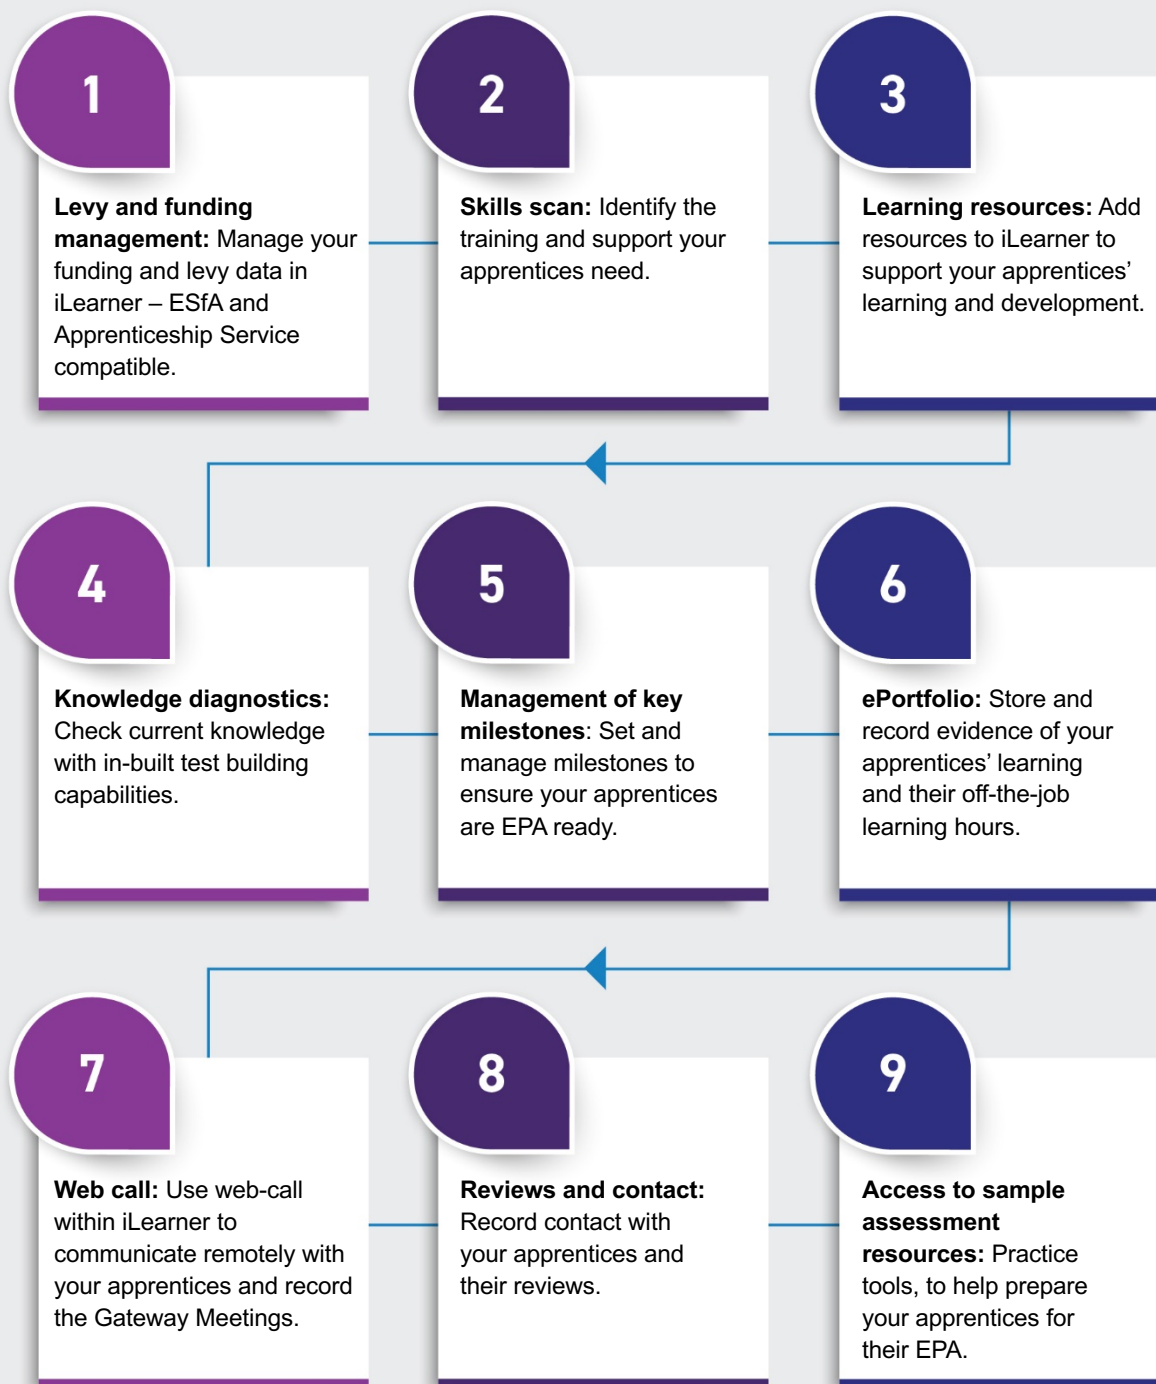 1
Levy and funding
management: Manage your
funding and levy data in
iLearner – ESfA and
Apprenticeship Service
compatible.
2
Skills scan: Identify the
training and support your
apprentices need.
3
Learning resources: Add
resources to iLearner to
support your apprentices’
learning and development.
4
Knowledge diagnostics:
Check current knowledge
with in-built test building
capabilities.
5
Management of key
milestones: Set and
manage milestones to
ensure your apprentices
are EPA ready.
6
ePortfolio: Store and
record evidence of your
apprentices’ learning
and their off-the-job
learning hours.
7
Web call: Use web-call
within iLearner to
communicate remotely with
your apprentices and record
the Gateway Meetings.
8
Reviews and contact:
Record contact with
your apprentices and
their reviews.
9
Access to sample
assessment
resources: Practice
tools, to help prepare
your apprentices for
their EPA.